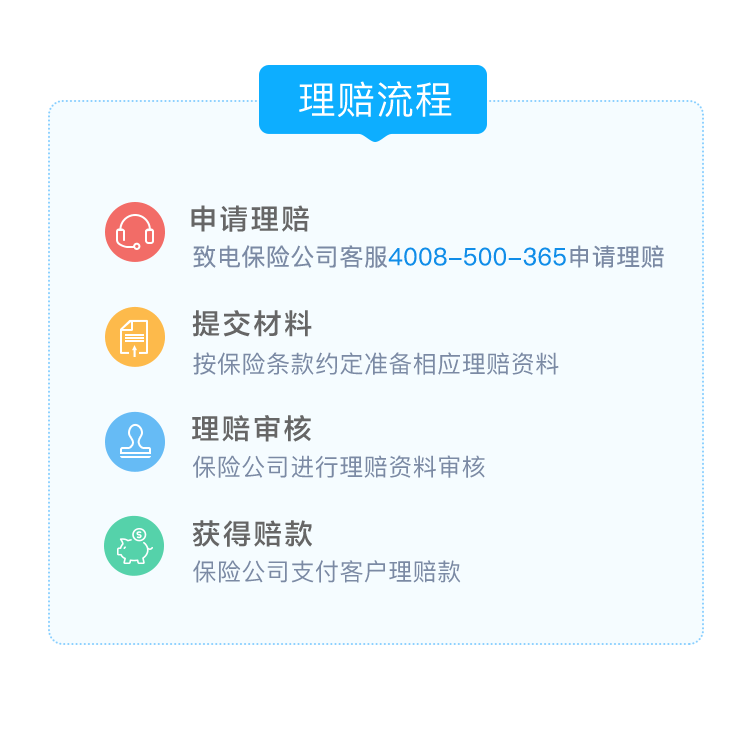 理赔流程
申请理赔
致电保险公司客服4008-500-365申请理赔
提交材料
按保险条款约定准备相应理赔资料
理赔审核
保险公司进行理赔资料审核
获得赔款
保险公司支付客户理赔款